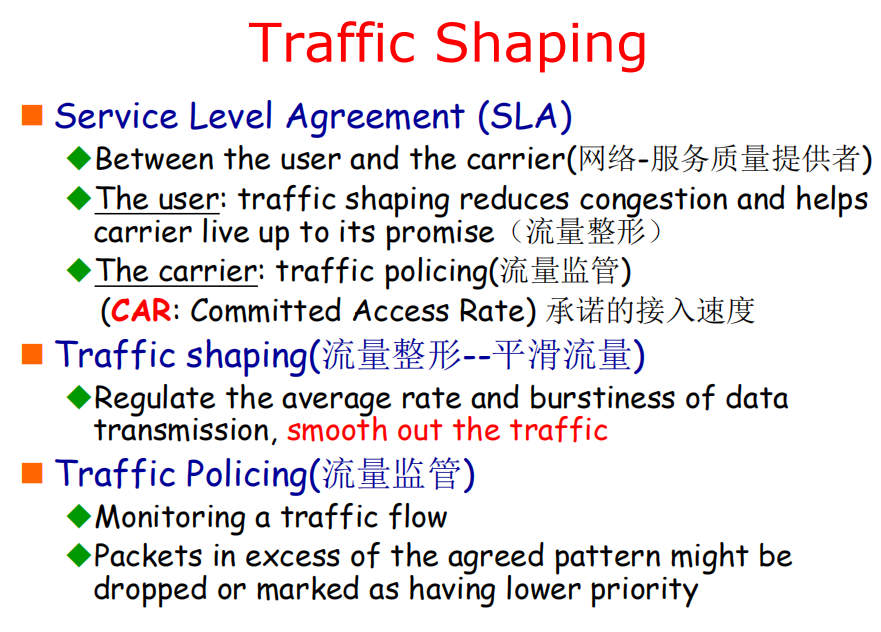 Traffic Shaping
Service Level Agreement (SLA)
Between the user and the carrier(网络-服务质量提供者)
The user: traffic shaping reduces congestion and helps
carrier live up to its promise（流量整形）
The carrier: traffic policing(流量监管)
(CAR: Committed Access Rate) 承诺的接入速度
Traffic shaping(流量整形--平滑流量)
Regulate the average rate and burstiness of data
transmission, smooth out the traffic
Traffic Policing(流量监管)
Monitoring a traffic flow
Packets in excess of the agreed pattern might be
dropped or marked as having lower priority